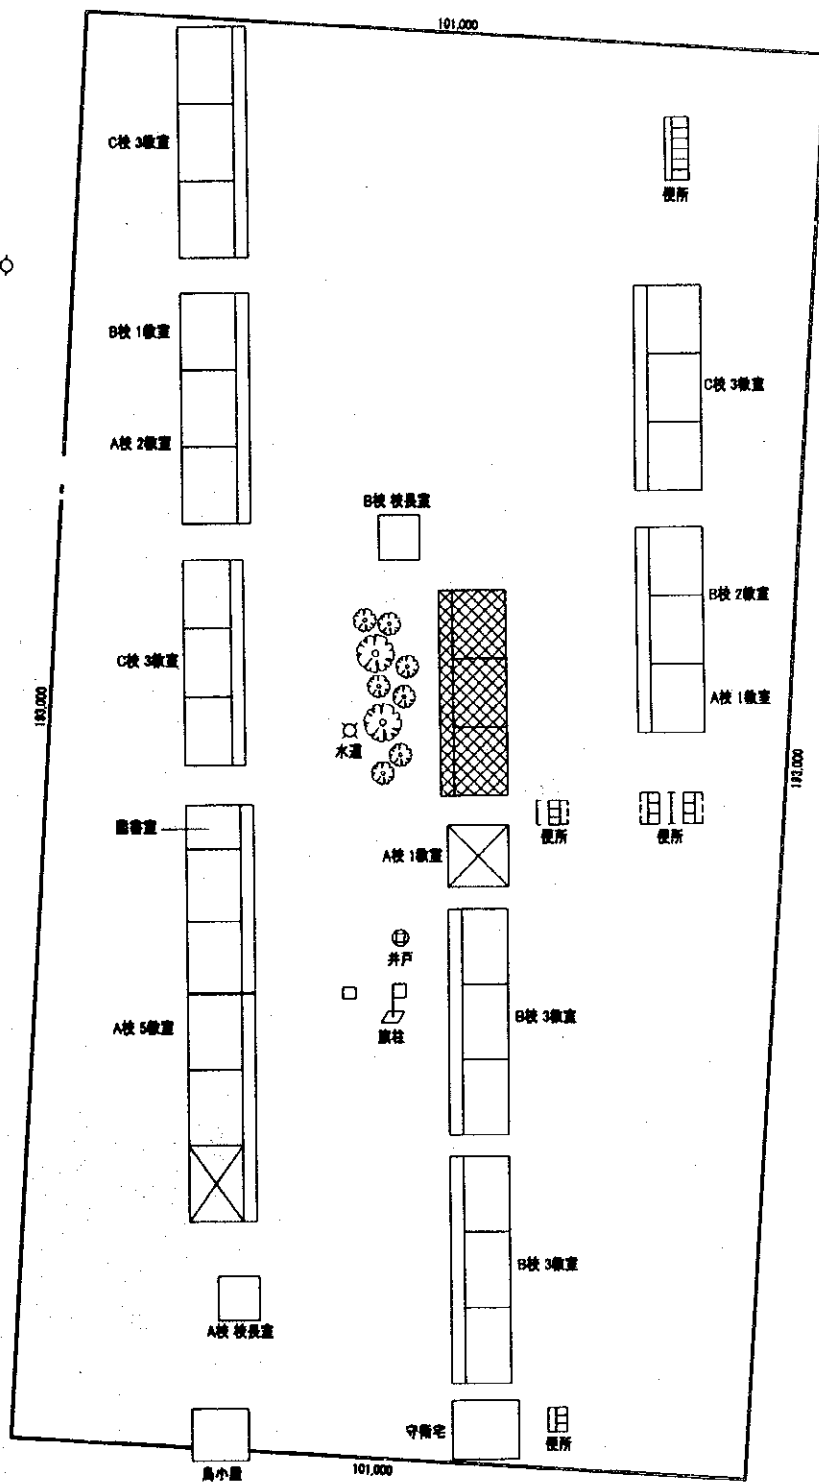 101,000
C校 3教室
便所
B校 1教室
C校 3教室
A校 2教室
B校 校長室
B校 2教室
C校 3教室
A校 1教室
193,000
水道
193,000
図書室
便所
便所
A校 1教室
井戸
A校 5教室
旗柱
B校 3教室
B校 3教室
A校 校長室
守衛宅
便所
鳥小屋
101,000